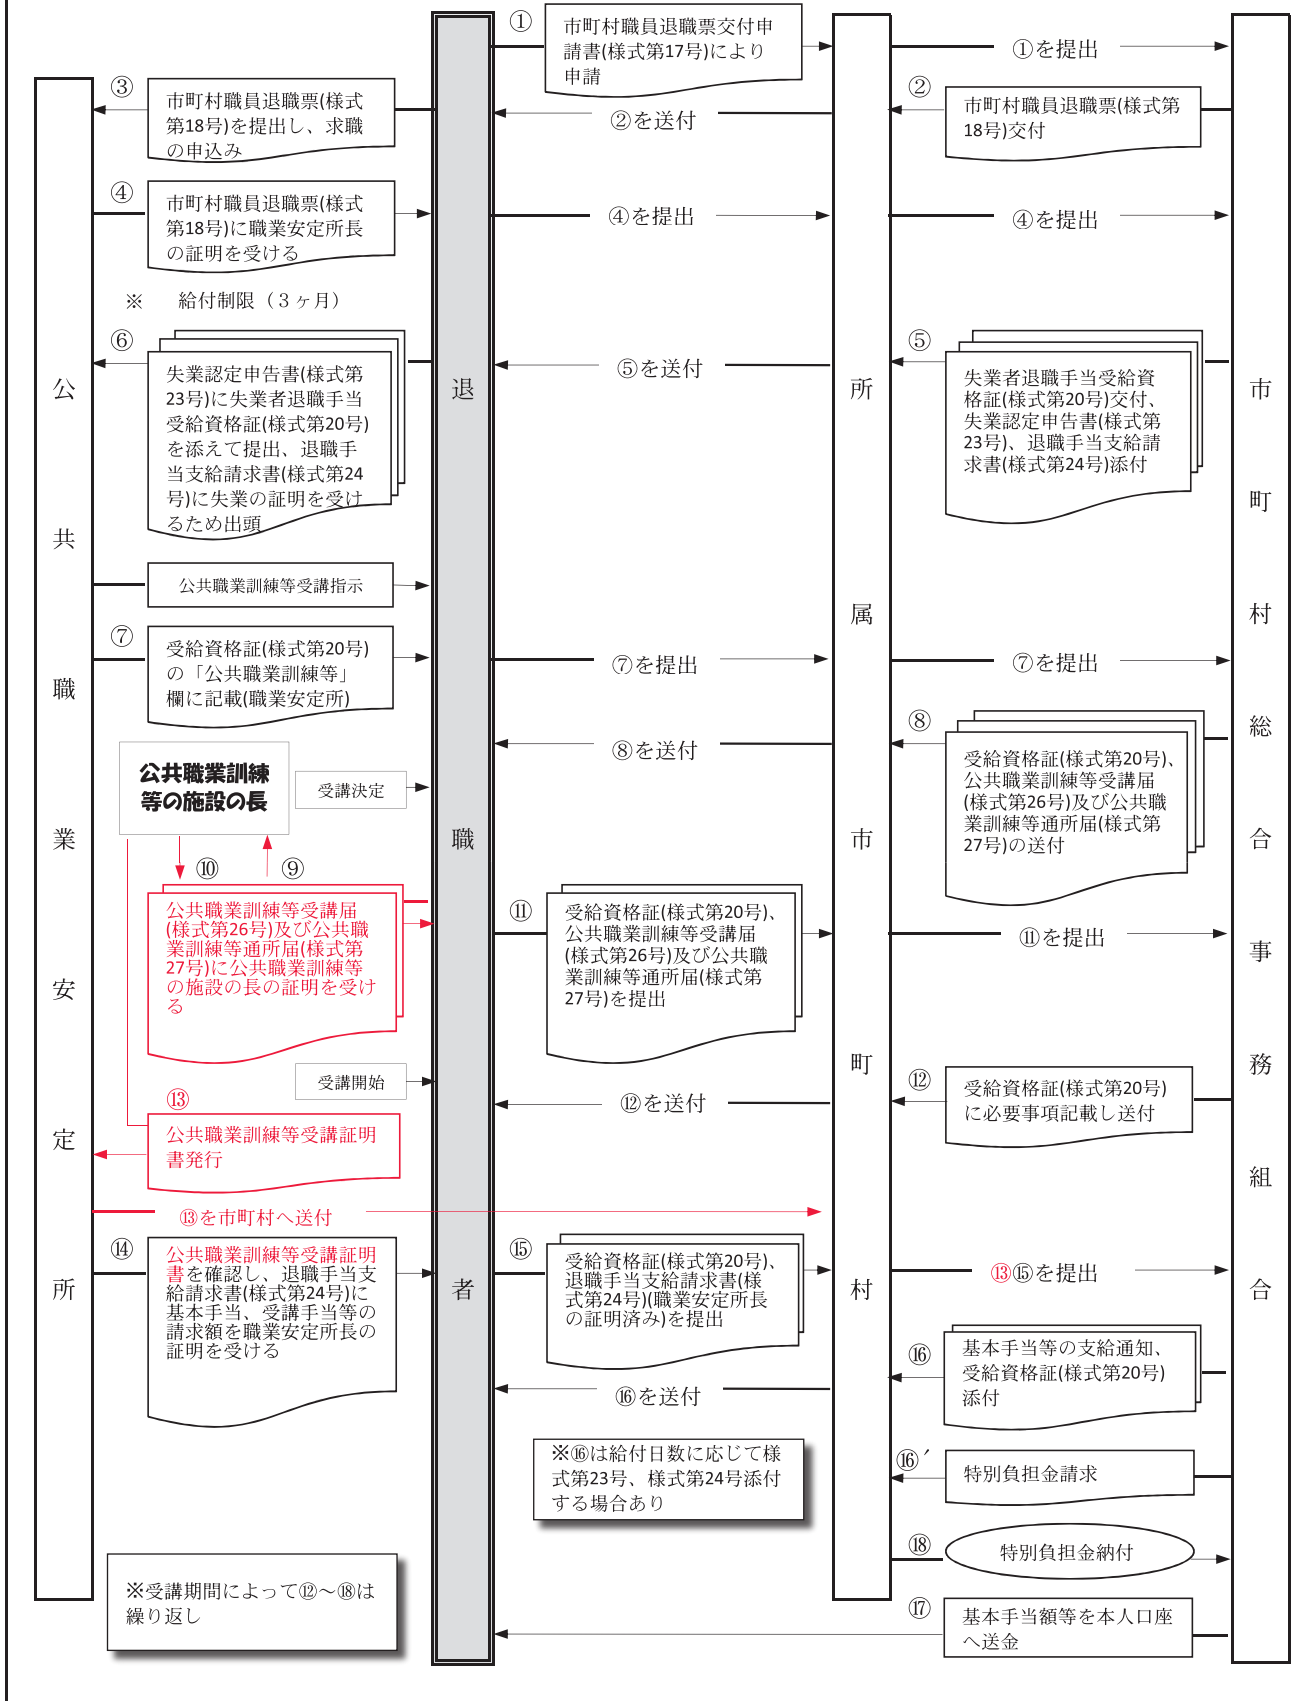 ①
市町村職員退職票交付申
請書(様式第17号)により
申請
①を提出
③
市町村職員退職票(様式
第18号)を提出し、求職
の申込み
②を送付
②
市町村職員退職票(様式第
18号)交付
④
市町村職員退職票(様式
第18号)に職業安定所長
の証明を受ける
④を提出
④を提出
※　給付制限（３ヶ月）
⑥
失業認定申告書(様式第
23号)に失業者退職手当
受給資格証(様式第20号)
を添えて提出、退職手
当支給請求書(様式第24
号)に失業の証明を受け
るため出頭
⑤を送付
⑤
失業者退職手当受給資
格証(様式第20号)交付、
失業認定申告書(様式第
23号)、退職手当支給請
求書(様式第24号)添付
公共職業安定所
退職者
所属市町村
市町村総合事務組合
公共職業訓練等受講指示
⑦
受給資格証(様式第20号)
の「公共職業訓練等」
欄に記載(職業安定所)
⑦を提出
⑦を提出
⑧を送付
⑧
受給資格証(様式第20号)、
公共職業訓練等受講届
(様式第26号)及び公共職
業訓練等通所届(様式第
27号)の送付
公共職業訓練
等の施設の長
受講決定
⑩
⑨
公共職業訓練等受講届
(様式第26号)及び公共職
業訓練等通所届(様式第
27号)に公共職業訓練等
の施設の長の証明を受け
る
⑪
受給資格証(様式第20号)、
公共職業訓練等受講届
(様式第26号)及び公共職
業訓練等通所届(様式第
27号)を提出
⑪を提出
受講開始
⑫を送付
⑫
受給資格証(様式第20号)
に必要事項記載し送付
⑬
公共職業訓練等受講証明
書発行
⑬を市町村へ送付
⑭
公共職業訓練等受講証明
書を確認し、退職手当支
給請求書(様式第24号)に
基本手当、受講手当等の
請求額を職業安定所長の
証明を受ける
⑮
受給資格証(様式第20号)、
退職手当支給請求書(様
式第24号)(職業安定所長
の証明済み)を提出
⑬⑮を提出
⑯を送付
⑯
基本手当等の支給通知、
受給資格証(様式第20号)
添付
※⑯は給付日数に応じて様
式第23号、様式第24号添付
する場合あり
⑯´
特別負担金請求
⑱
特別負担金納付
※受講期間によって⑫～⑱は
繰り返し
⑰
基本手当額等を本人口座
へ送金